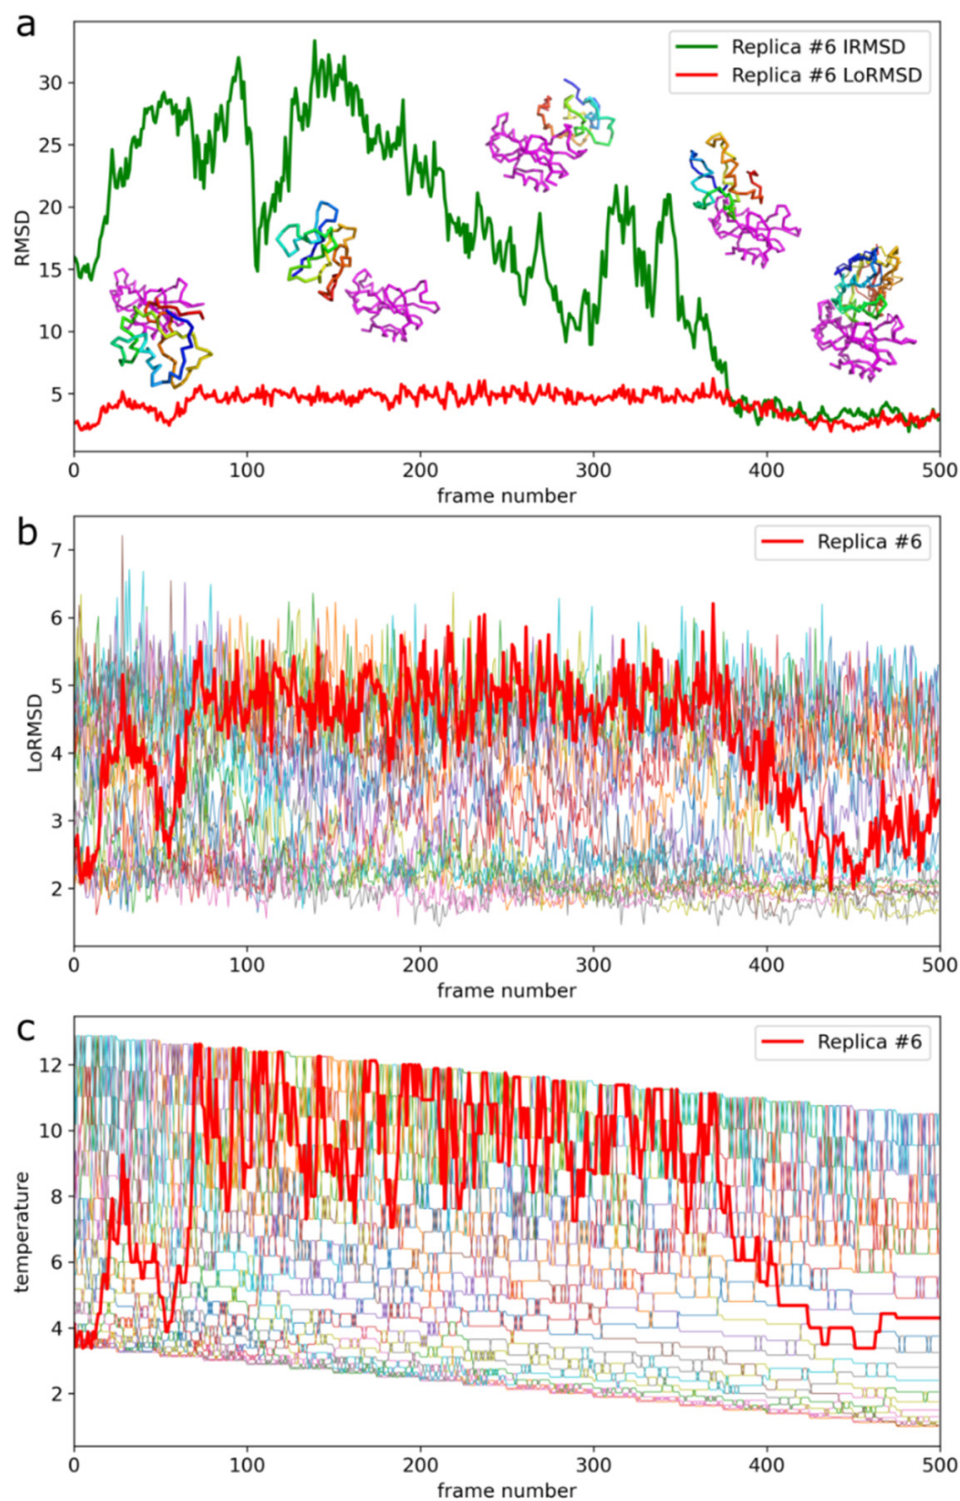 a
Replica #6 IRMSD
Replica #6 LoRMSD
30
25
20
15
10
5
RMSD
0 100 200 300 400 500
frame number
b
Replica #6
7
6
5
4
3
2
LoRMSD
0 100 200 300 400 500
frame number
c
Replica #6
12
10
8
6
4
2
temperature
0 100 200 300 400 500
frame number